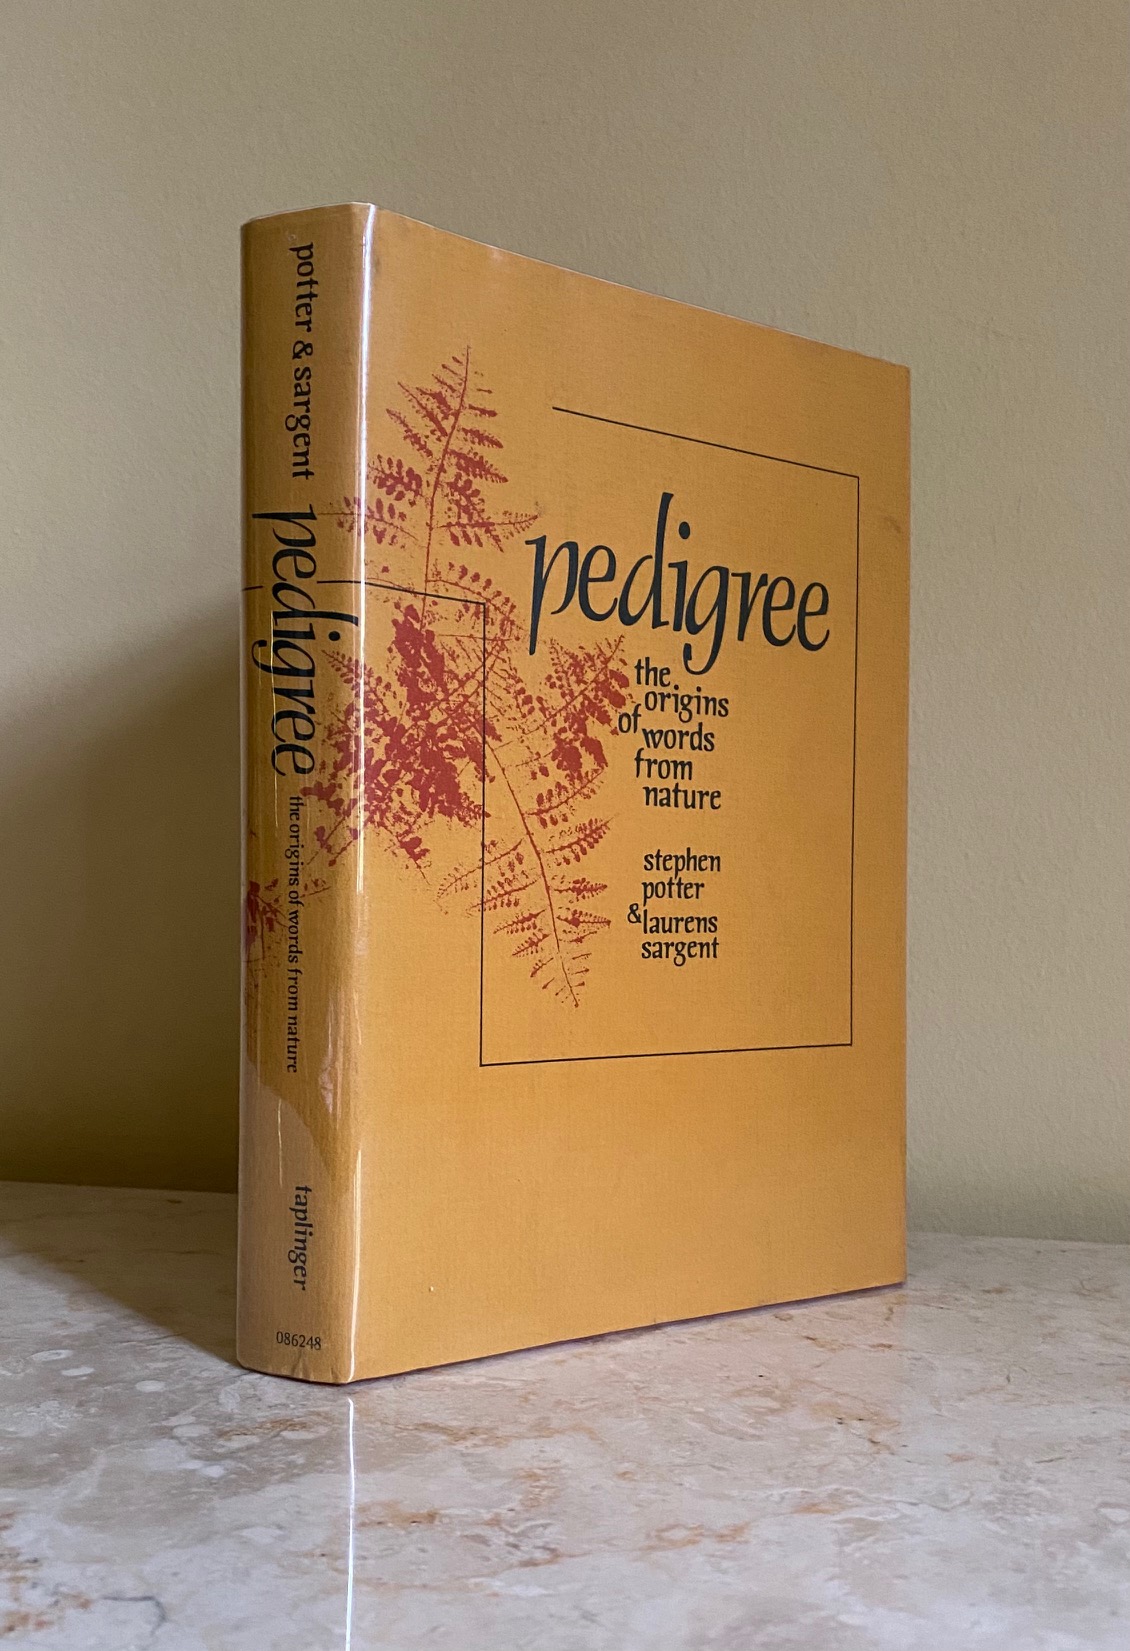 potter & sargent
pedigree
the origins of words from nature
taplinger
086248
pedigree
the
origins
of words
from
nature
stephen
potter
& laurens
sargent